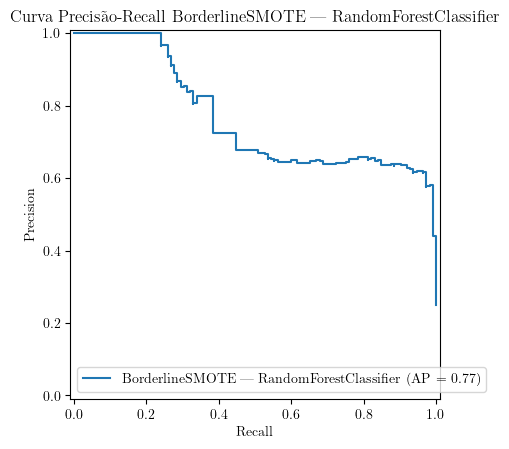 Curva Precisão-Recall BorderlineSMOTE — RandomForestClassifier
1.0
0.8
0.6
0.4
0.2
0.0
Precision
BorderlineSMOTE — RandomForestClassifier (AP = 0.77)
0.0 0.2 0.4 0.6 0.8 1.0
Recall